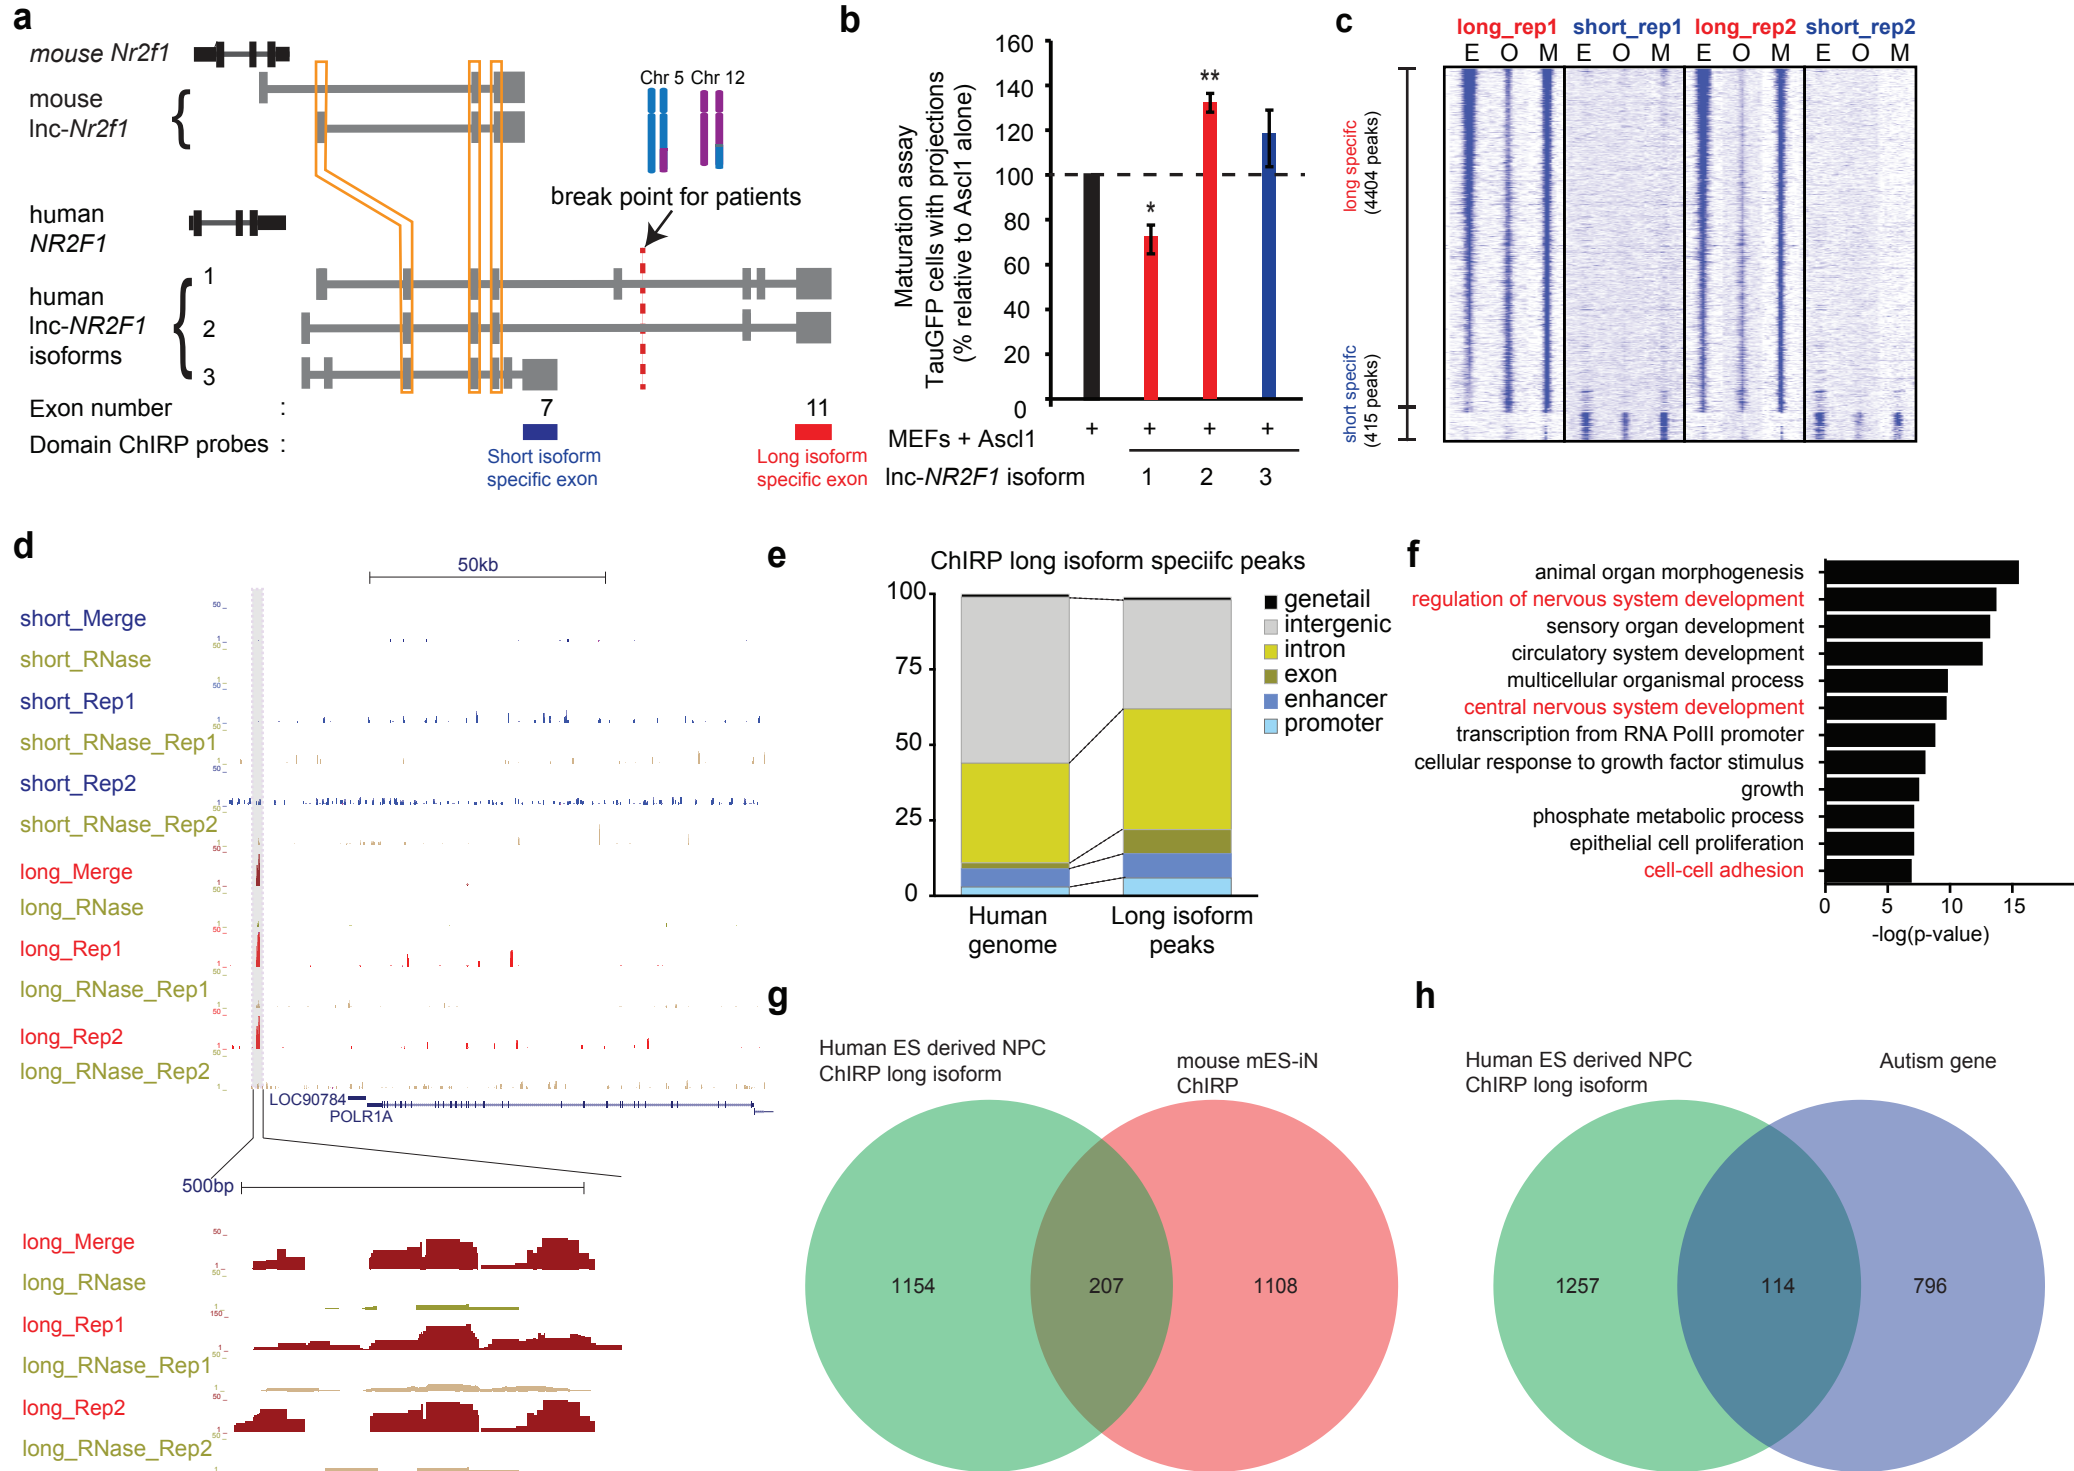 a
mouse Nr2f1
mouse
lnc-Nr2f1
{
human
NR2F1
human
lnc-NR2F1
isoforms
{
1
2
3
Chr 5 Chr 12
break point for patients
Exon number :
7
11
Domain ChIRP probes :
Short isoform
specific exon
Long isoform
specific exon
b
Maturation assay
TauGFP cells with projections
(% relative to Ascl1 alone)
160
140
120
100
80
60
40
20
0
*
**
MEFs + Ascl1 + + + +
lnc-NR2F1 isoform 1 2 3
c
long_rep1 short_rep1 long_rep2 short_rep2
E O M E O M E O M E O M
long specifc
(4404 peaks)
short specifc
(415 peaks)
d
50kb
short_Merge
short_RNase
short_Rep1
short_RNase_Rep1
short_Rep2
short_RNase_Rep2
long_Merge
long_RNase
long_Rep1
long_RNase_Rep1
long_Rep2
long_RNase_Rep2
LOC90784
POLR1A
500bp
long_Merge
long_RNase
long_Rep1
long_RNase_Rep1
long_Rep2
long_RNase_Rep2
e
ChIRP long isoform speciifc peaks
100
75
50
25
0
Human
genome
Long isoform
peaks
genetail
intergenic
intron
exon
enhancer
promoter
f
animal organ morphogenesis
regulation of nervous system development
sensory organ development
circulatory system development
multicellular organismal process
central nervous system development
transcription from RNA PolII promoter
cellular response to growth factor stimulus
growth
phosphate metabolic process
epithelial cell proliferation
cell-cell adhesion
0 5 10 15
-log(p-value)
g
Human ES derived NPC
ChIRP long isoform
mouse mES-iN
ChIRP
1154 207 1108
h
Human ES derived NPC
ChIRP long isoform
Autism gene
1257 114 796